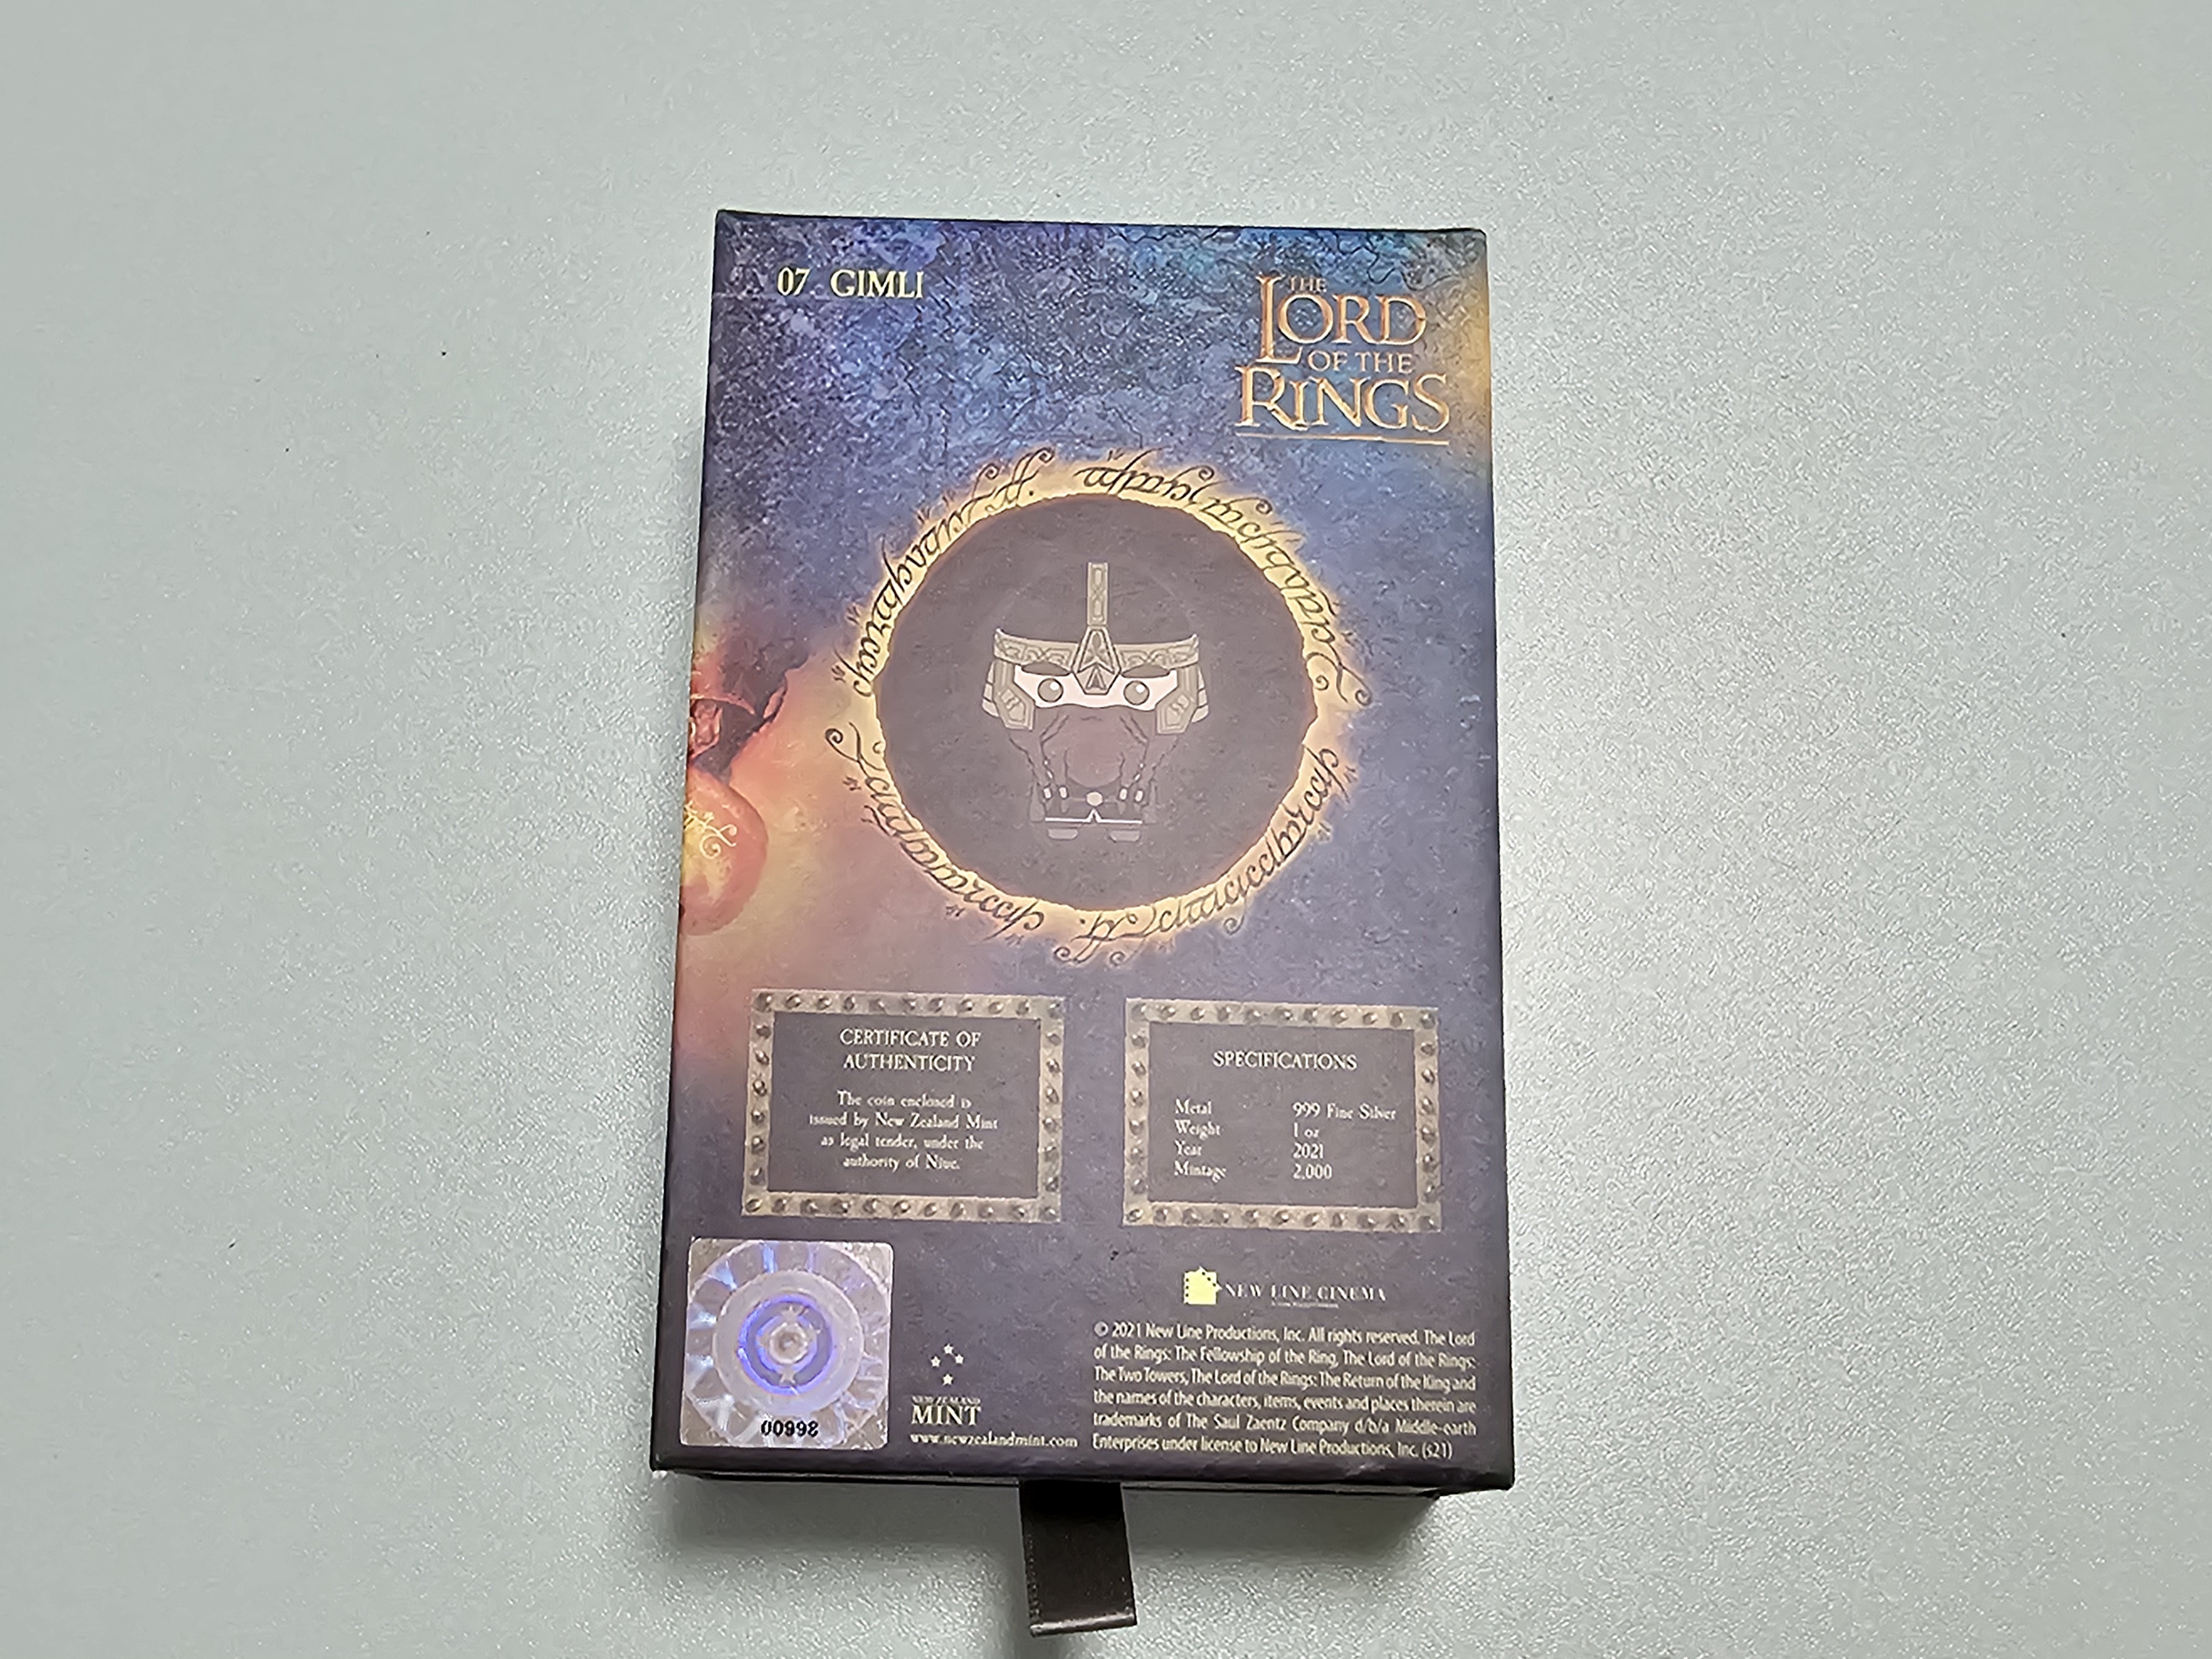 07 GIMLI
THE
LORD
OF THE
RINGS
CERTIFICATE OF
AUTHENTICITY
The coin enclosed is
issued by New Zealand Mint
as legal tender, under the
authority of Niue.
SPECIFICATIONS
Metal 999 Fine Silver
Weight 1 oz
Year 2021
Mintage 2,000
NEW LINE CINEMA
© 2021 New Line Productions, Inc. All rights reserved. The Lord
of the Rings: The Fellowship of the Ring, The Lord of the Rings:
The Two Towers, The Lord of the Rings: The Return of the King and
the names of the characters, items, events and places therein are
trademarks of The Saul Zaentz Company d/b/a Middle-earth
Enterprises under license to New Line Productions, Inc. (s21)
00998
NEW ZEALAND
MINT
www.newzealandmint.com